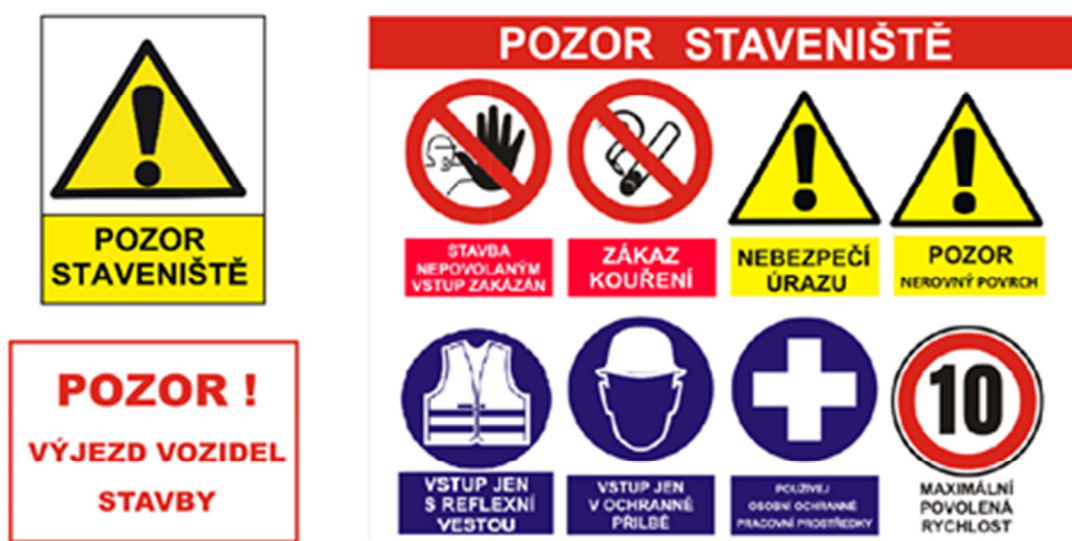 POZOR
STAVENIŠTĚ
POZOR !
VÝJEZD VOZIDEL
STAVBY
POZOR STAVENIŠTĚ
STAVBA
NEPOVOLANÝM
VSTUP ZAKÁZÁN
ZÁKAZ
KOUŘENÍ
NEBEZPEČÍ
ÚRAZU
POZOR
NEROVNÝ POVRCH
VSTUP JEN
S REFLEXNÍ
VESTOU
VSTUP JEN
V OCHRANNÉ
PŘILBĚ
POUŽÍVEJ
OSOBNÍ OCHRANNÉ
PRACOVNÍ PROSTŘEDKY
10
MAXIMÁLNÍ
POVOLENÁ
RYCHLOST